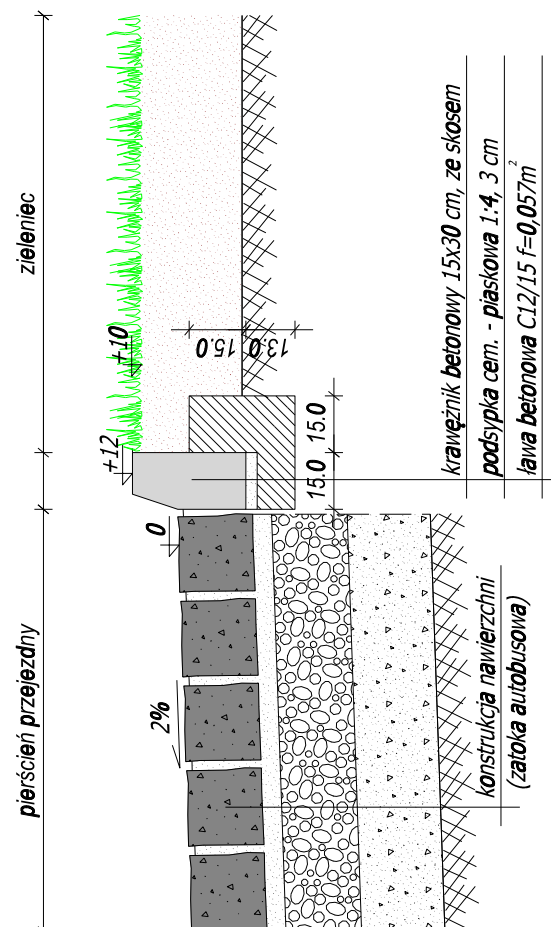 pierścień przejezdny
zieleniec
2%
0
+12
+10
15.0
13.0
15.0
15.0
krawężnik betonowy 15x30 cm, ze skosem
podsypka cem. - piaskowa 1:4, 3 cm
ława betonowa C12/15 f=0,057m²
konstrukcja nawierzchni
(zatoka autobusowa)